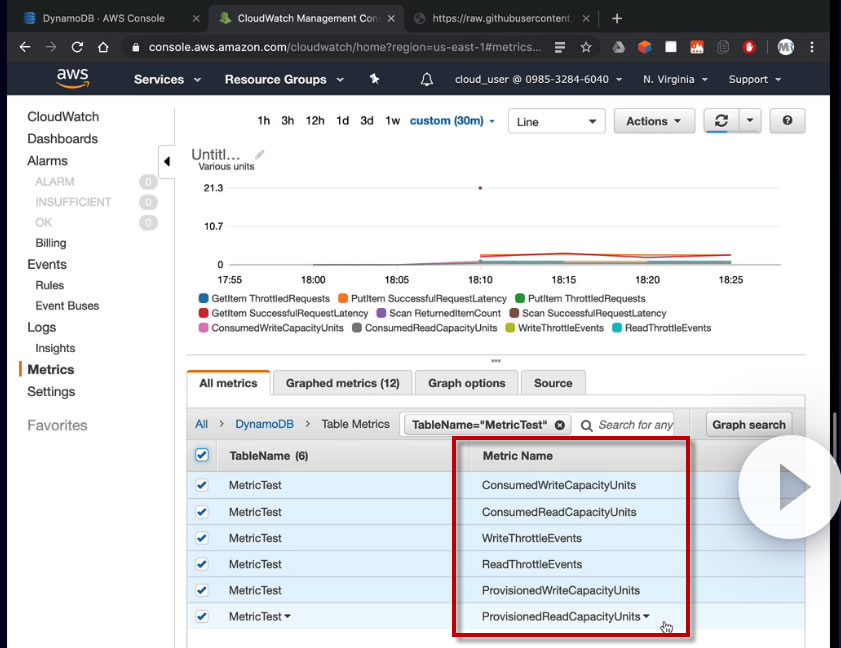 DynamoDB - AWS Console
CloudWatch Management Con
https://raw.githubusercontent.
console.aws.amazon.com/cloudwatch/home?region=us-east-1#metrics...
MR
aws
Services
Resource Groups
cloud_user @ 0985-3284-6040
N. Virginia
Support
CloudWatch
Dashboards
Alarms
ALARM 0
INSUFFICIENT 0
OK 0
Billing
Events
Rules
Event Buses
Logs
Insights
Metrics
Settings
Favorites
1h 3h 12h 1d 3d 1w custom (30m)
Line
Actions
?
Untitl...
Various units
21.3
10.7
0
17:55 18:00 18:05 18:10 18:15 18:20 18:25
GetItem ThrottledRequests PutItem SuccessfulRequestLatency PutItem ThrottledRequests
GetItem SuccessfulRequestLatency Scan ReturnedItemCount Scan SuccessfulRequestLatency
ConsumedWriteCapacityUnits ConsumedReadCapacityUnits WriteThrottleEvents ReadThrottleEvents
All metrics
Graphed metrics (12)
Graph options
Source
All > DynamoDB > Table Metrics
TableName="MetricTest"
Search for any
Graph search
TableName (6) Metric Name
MetricTest ConsumedWriteCapacityUnits
MetricTest ConsumedReadCapacityUnits
MetricTest WriteThrottleEvents
MetricTest ReadThrottleEvents
MetricTest ProvisionedWriteCapacityUnits
MetricTest ProvisionedReadCapacityUnits